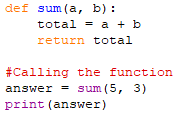 def sum(a, b):
    total = a + b
    return total

#Calling the function
answer = sum(5, 3)
print(answer)